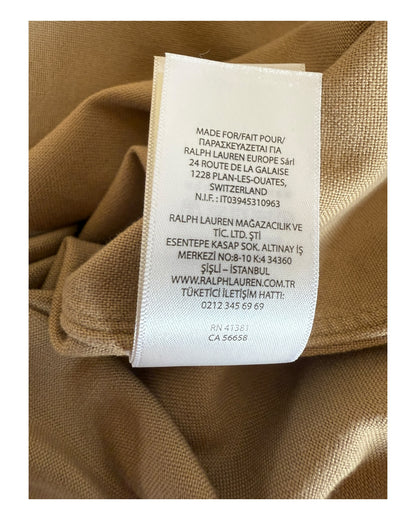 MADE FOR/FAIT POUR/
ΠΑΡΑΣΚΕΥΑΖΕΤΑΙ ΓΙΑ
RALPH LAUREN EUROPE Sárl
24 ROUTE DE LA GALAISE
1228 PLAN-LES-OUATES,
SWITZERLAND
N.I.F. : IT03945310963
RALPH LAUREN MAĞAZACILIK VE
TİC. LTD. ŞTİ
ESENTEPE KASAP SOK. ALTINAY İŞ
MERKEZİ NO:8-10 K:4 34360
ŞİŞLİ – İSTANBUL
WWW.RALPHLAUREN.COM.TR
TÜKETİCİ İLETİŞİM HATTI:
0212 345 69 69
RN 41381
CA 56658